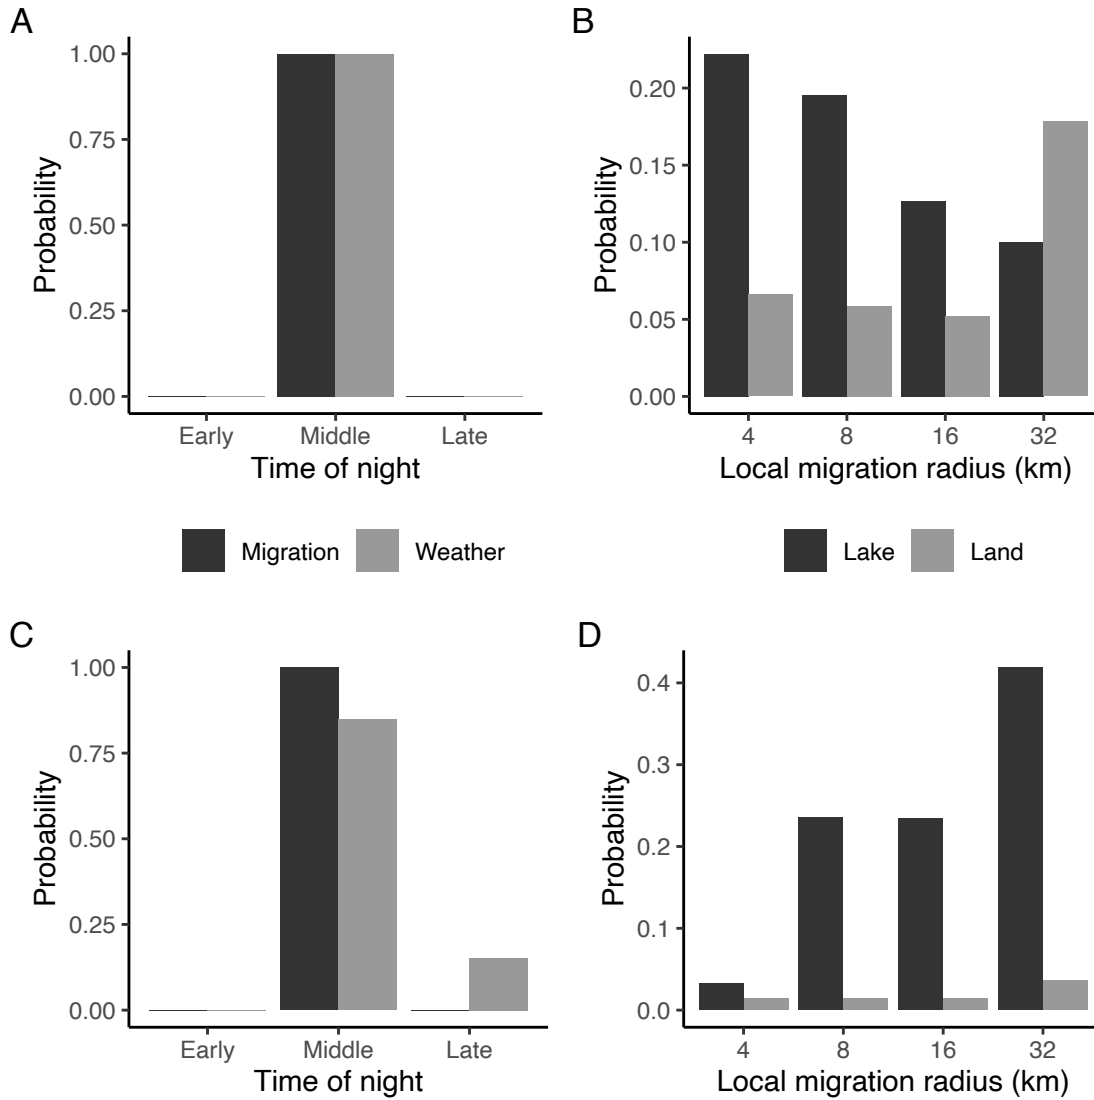 A
Probability
1.00
0.75
0.50
0.25
0.00
Early Middle Late
Time of night
Migration Weather
B
Probability
0.20
0.15
0.10
0.05
0.00
4 8 16 32
Local migration radius (km)
Lake Land
C
Probability
1.00
0.75
0.50
0.25
0.00
Early Middle Late
Time of night
D
Probability
0.4
0.3
0.2
0.1
0.0
4 8 16 32
Local migration radius (km)